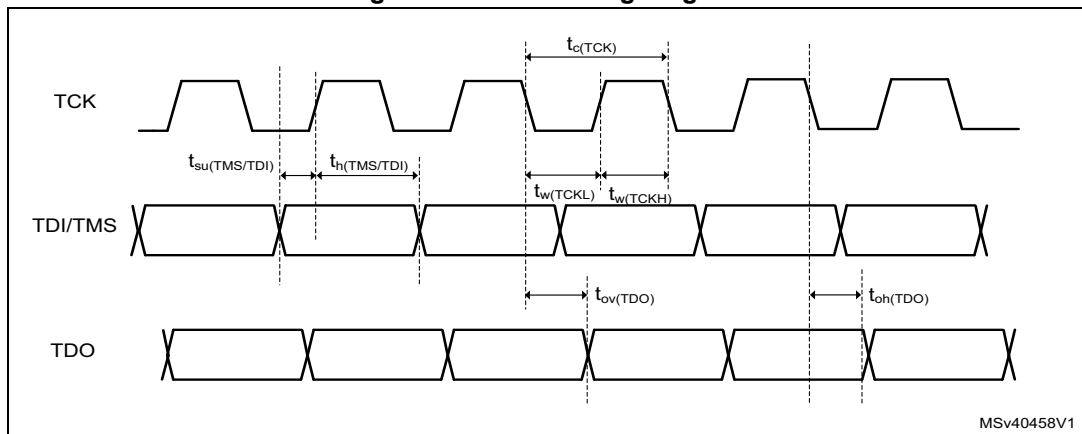 tc(TCK)
TCK
tsu(TMS/TDI)
th(TMS/TDI)
tw(TCKL)
tw(TCKH)
TDI/TMS
tov(TDO)
toh(TDO)
TDO
MSv40458V1